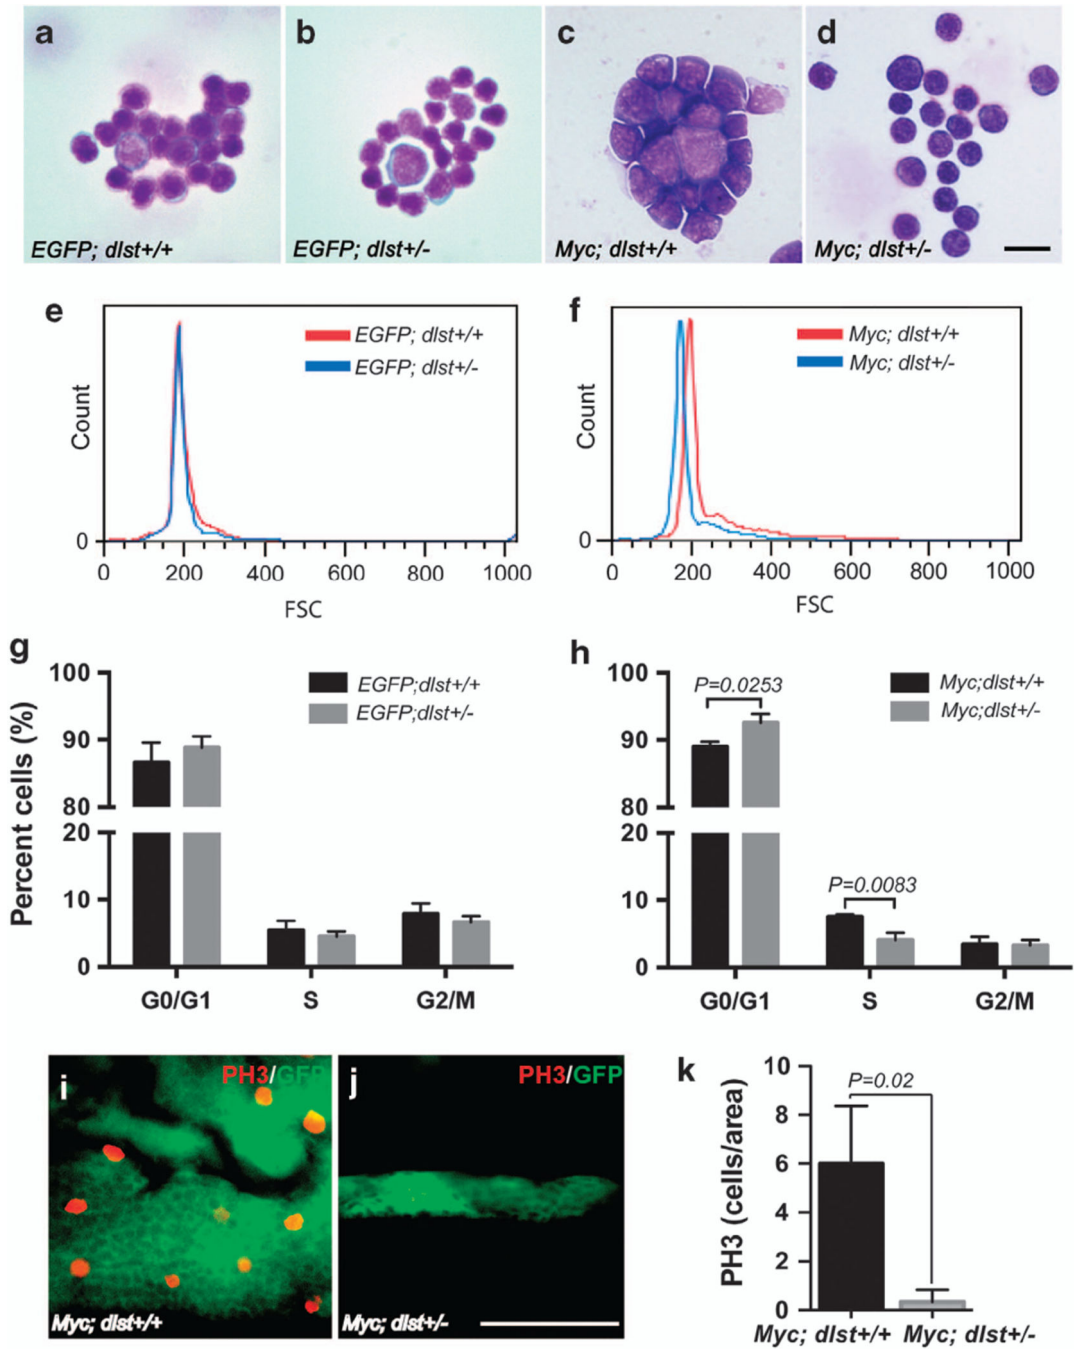 a
b
c
d
EGFP; dlst+/+
EGFP; dlst+/-
Myc; dlst+/+
Myc; dlst+/-
e
EGFP; dlst+/+
EGFP; dlst+/-
Count
0
0 200 400 600 800 1000
FSC
f
Myc; dlst+/+
Myc; dlst+/-
Count
0
0 200 400 600 800 1000
FSC
g
EGFP;dlst+/+
EGFP;dlst+/-
Percent cells (%)
100
90
80
20
10
0
G0/G1 S G2/M
h
P=0.0253
Myc;dlst+/+
Myc;dlst+/-
100
90
80
20
10
0
P=0.0083
G0/G1 S G2/M
i
PH3/GFP
Myc; dlst+/+
j
PH3/GFP
Myc; dlst+/-
k
P=0.02
PH3 (cells/area)
10
8
6
4
2
0
Myc; dlst+/+ Myc; dlst+/-